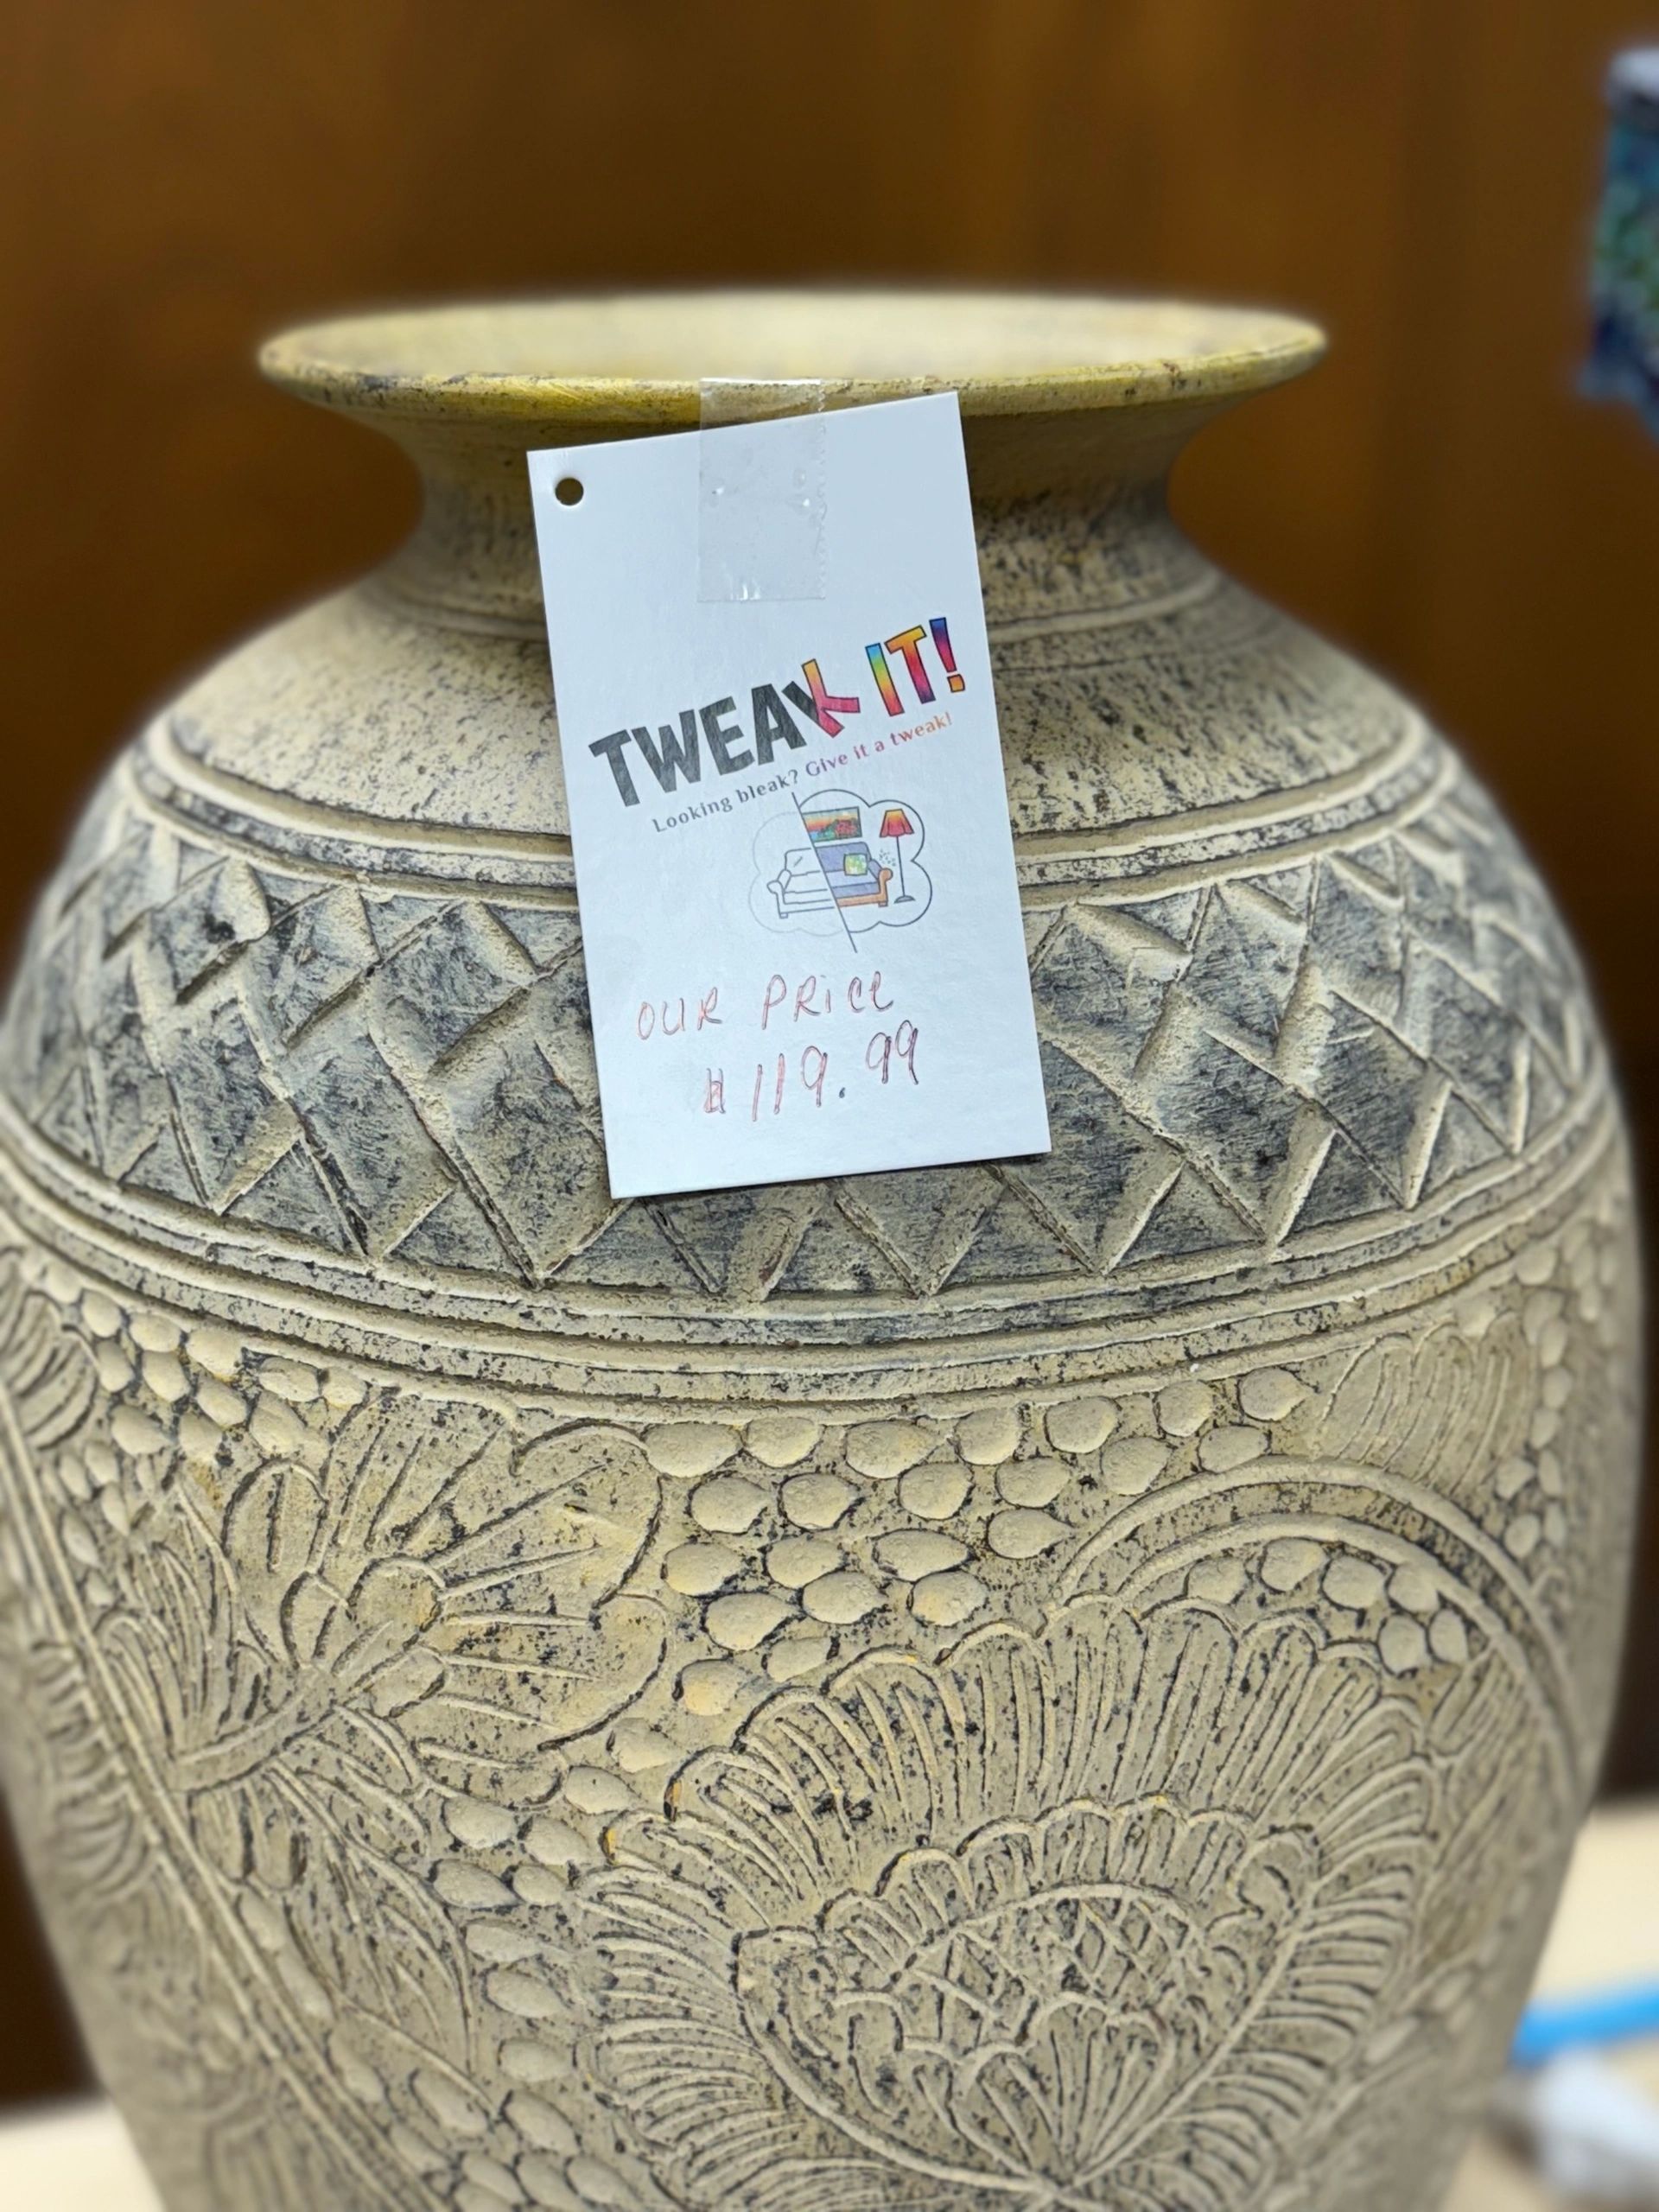 TWEAK IT!
Looking bleak? Give it a tweak!
OUR PRICE
$119.99